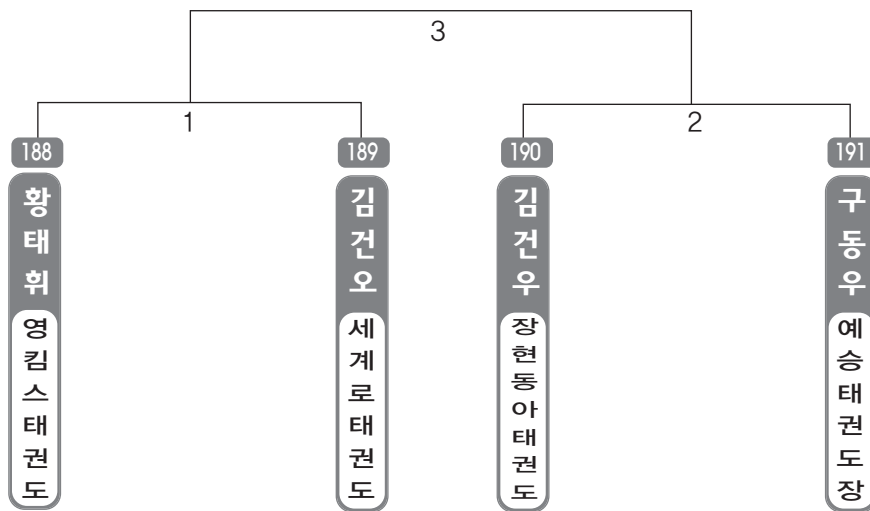 3
1
2
188
189
190
191
황태휘
김건오
김건우
구동우
영킴스태권도
세계로태권도
장현동아태권도
예승태권도장